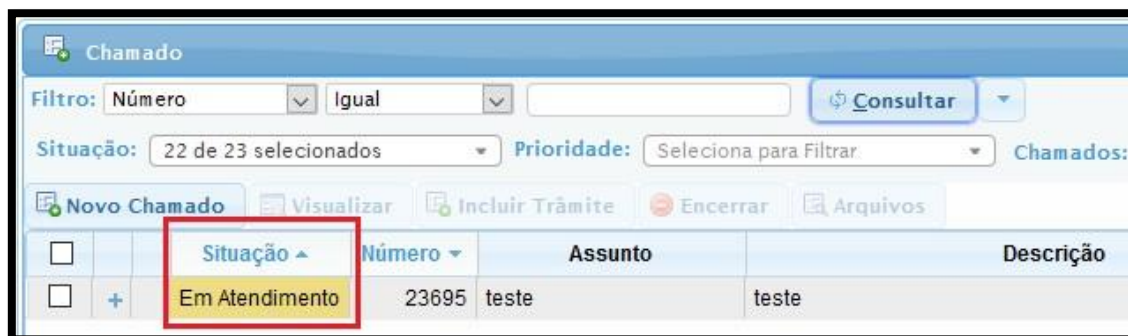 Chamado
Filtro: Número Igual Consultar
Situação: 22 de 23 selecionados Prioridade: Seleciona para Filtrar Chamados:
Novo Chamado Visualizar Incluir Trâmite Encerrar Arquivos
Situação Número Assunto Descrição
+ Em Atendimento 23695 teste teste